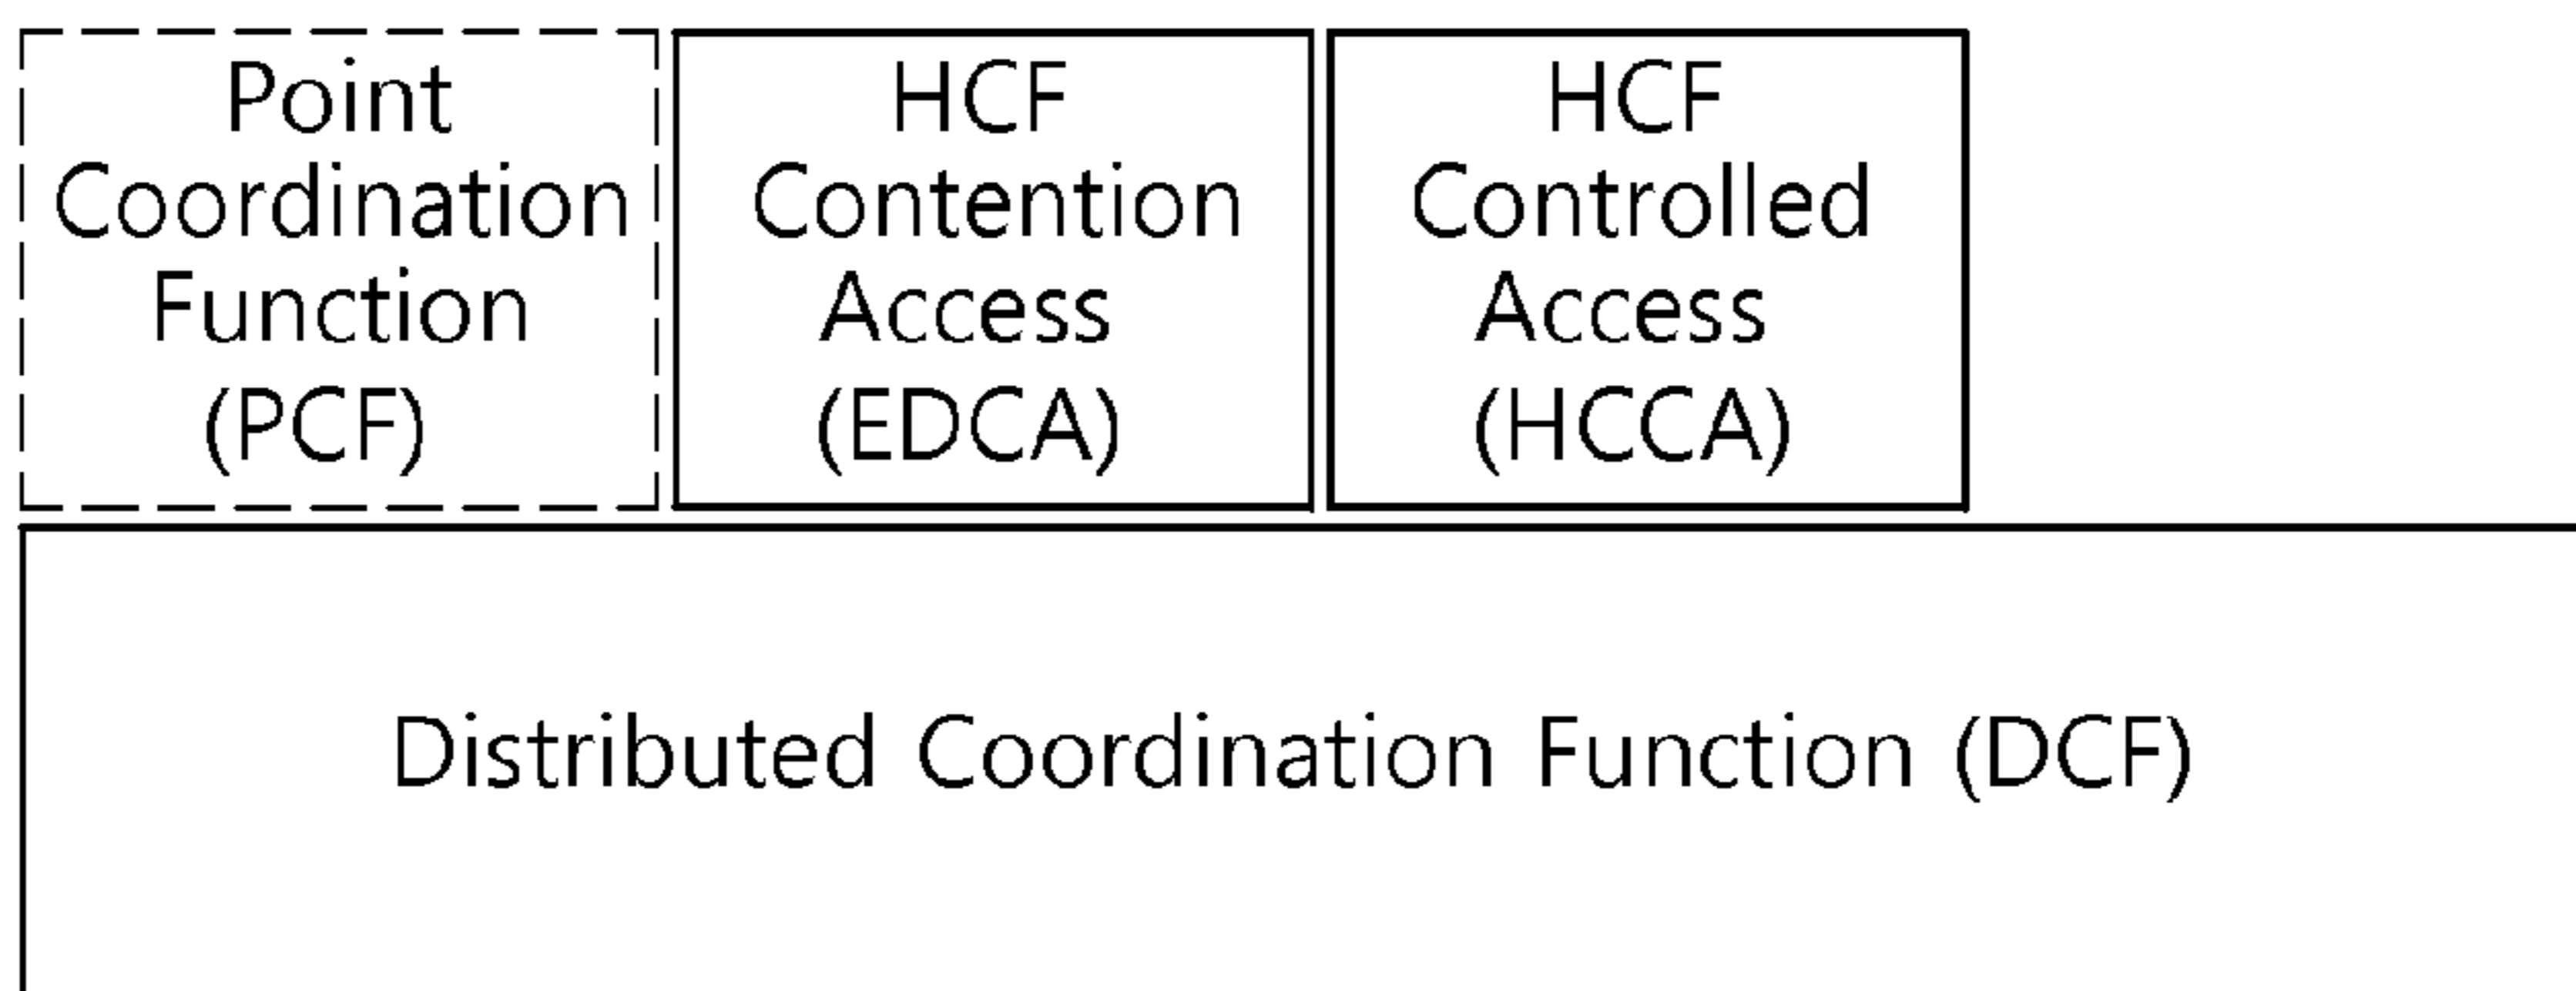 Point
Coordination
Function
(PCF)
HCF
Contention
Access
(EDCA)
HCF
Controlled
Access
(HCCA)
Distributed Coordination Function (DCF)